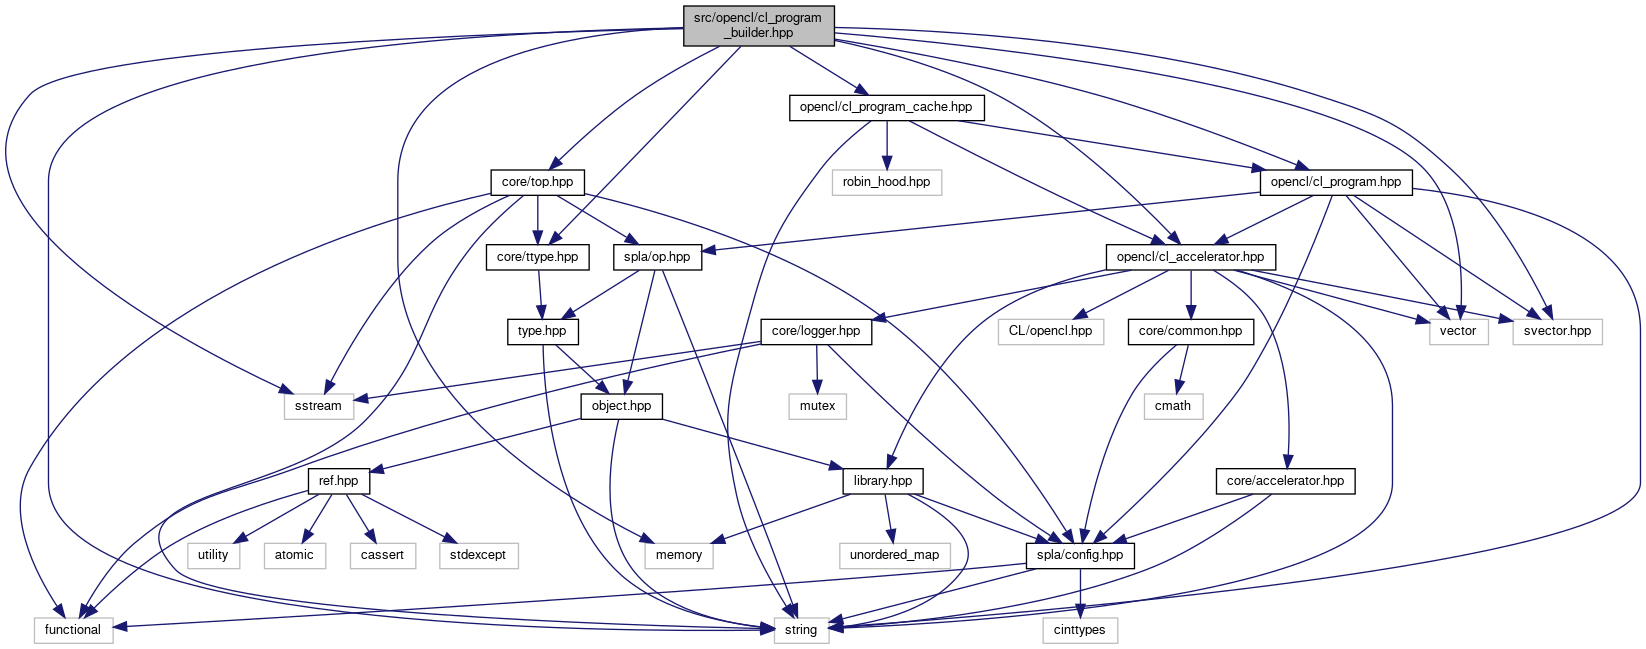 src/opencl/cl_program
_builder.hpp
opencl/cl_program_cache.hpp
core/top.hpp
robin_hood.hpp
opencl/cl_program.hpp
core/ttype.hpp
spla/op.hpp
opencl/cl_accelerator.hpp
type.hpp
core/logger.hpp
CL/opencl.hpp
core/common.hpp
vector
svector.hpp
sstream
object.hpp
mutex
cmath
ref.hpp
library.hpp
core/accelerator.hpp
utility
atomic
cassert
stdexcept
memory
unordered_map
spla/config.hpp
functional
string
cinttypes